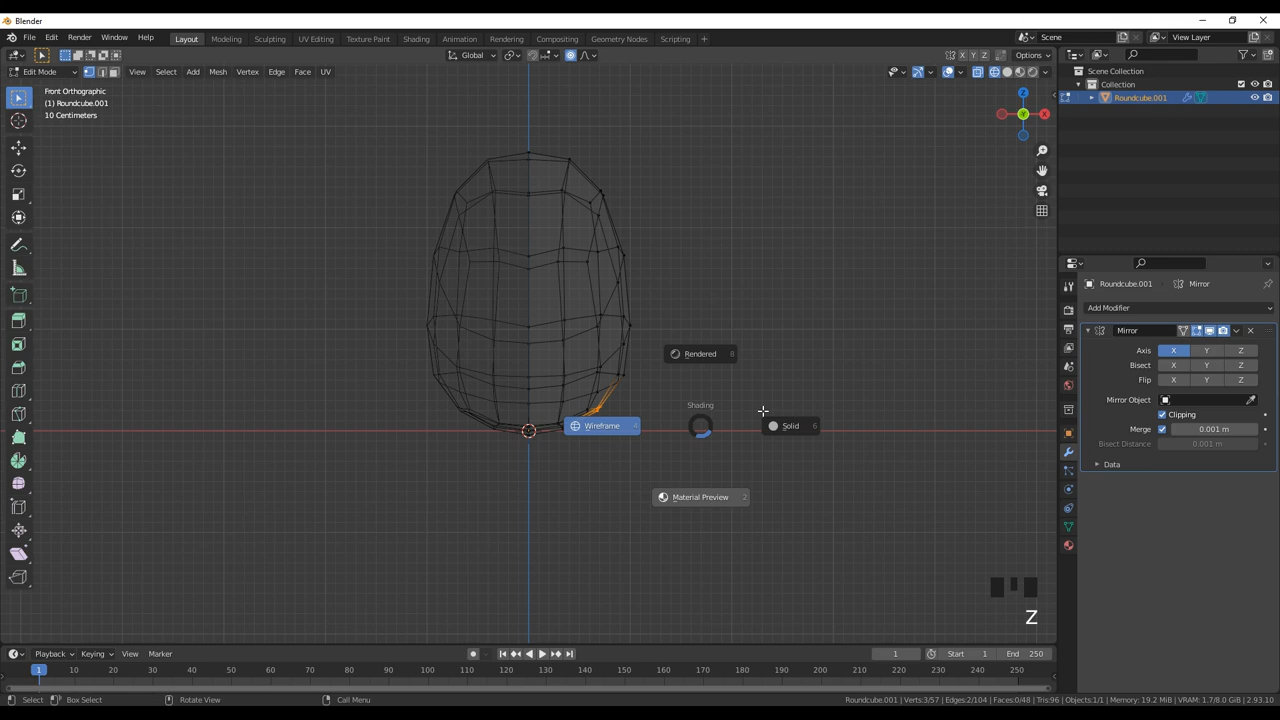 Blender
File Edit Render Window Help
Layout Modeling Sculpting UV Editing Texture Paint Shading Animation Rendering Compositing Geometry Nodes Scripting
Scene
View Layer
Global
X Y Z
Options
Edit Mode
View Select Add Mesh Vertex Edge Face UV
Front Orthographic
(1) Roundcube.001
10 Centimeters
Z
X
Y
Scene Collection
Collection
Roundcube.001
Roundcube.001
Mirror
Add Modifier
Mirror
Axis X Y Z
Bisect X Y Z
Flip X Y Z
Mirror Object
Clipping
Merge 0.001 m
Bisect Distance 0.001 m
Data
Rendered 8
Shading
Wireframe 4
Solid 6
Material Preview 2
Z
Playback Keying View Marker
1
Start 1
End 250
1 10 20 30 40 50 60 70 80 90 100 110 120 130 140 150 160 170 180 190 200 210 220 230 240 250
Select
Box Select
Rotate View
Call Menu
Roundcube.001 | Verts:3/57 | Edges:2/104 | Faces:0/48 | Tris:96 | Objects:1/1 | Memory: 19.2 MiB | VRAM: 1.7/8.0 GiB | 2.93.10